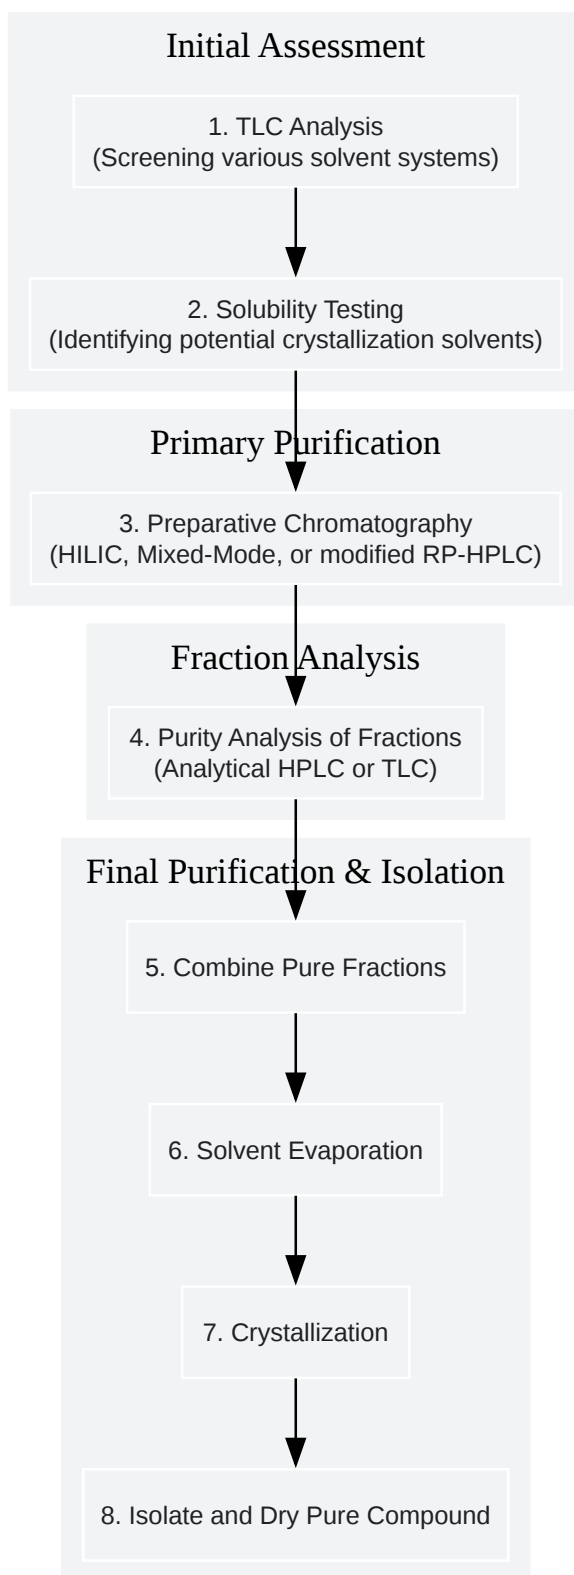 Initial Assessment
1. TLC Analysis
(Screening various solvent systems)
2. Solubility Testing
(Identifying potential crystallization solvents)
Primary Purification
3. Preparative Chromatography
(HILIC, Mixed-Mode, or modified RP-HPLC)
Fraction Analysis
4. Purity Analysis of Fractions
(Analytical HPLC or TLC)
Final Purification & Isolation
5. Combine Pure Fractions
6. Solvent Evaporation
7. Crystallization
8. Isolate and Dry Pure Compound